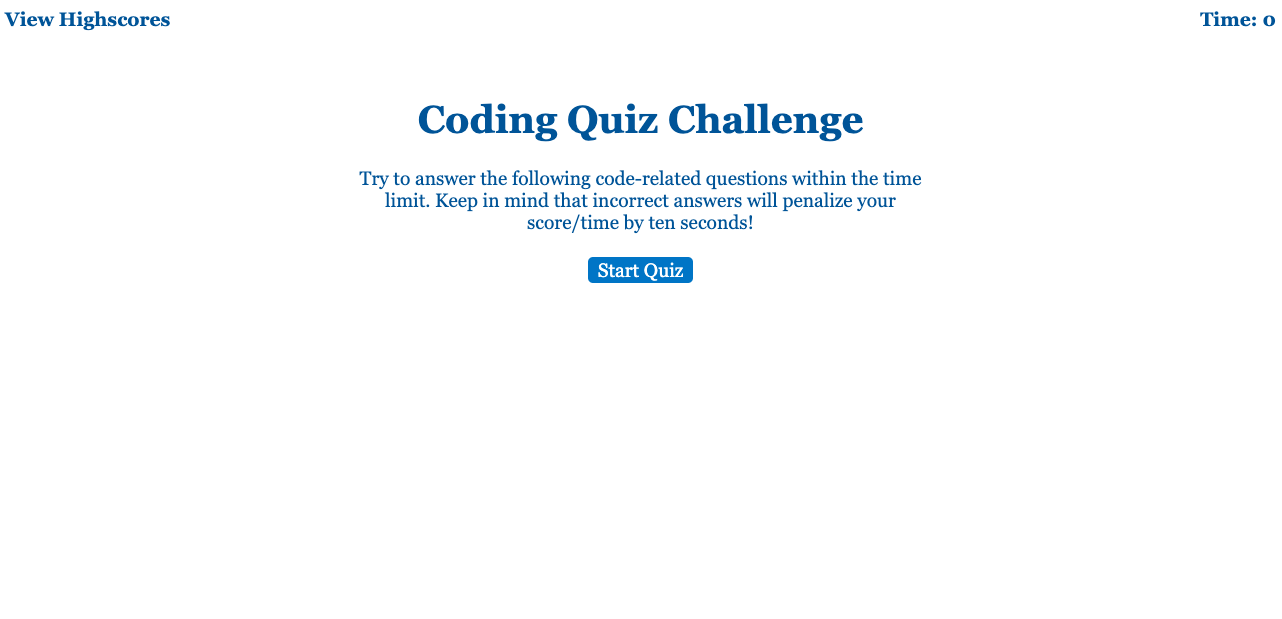 View Highscores
Time: 0
Coding Quiz Challenge
Try to answer the following code-related questions within the time
limit. Keep in mind that incorrect answers will penalize your
score/time by ten seconds!
Start Quiz